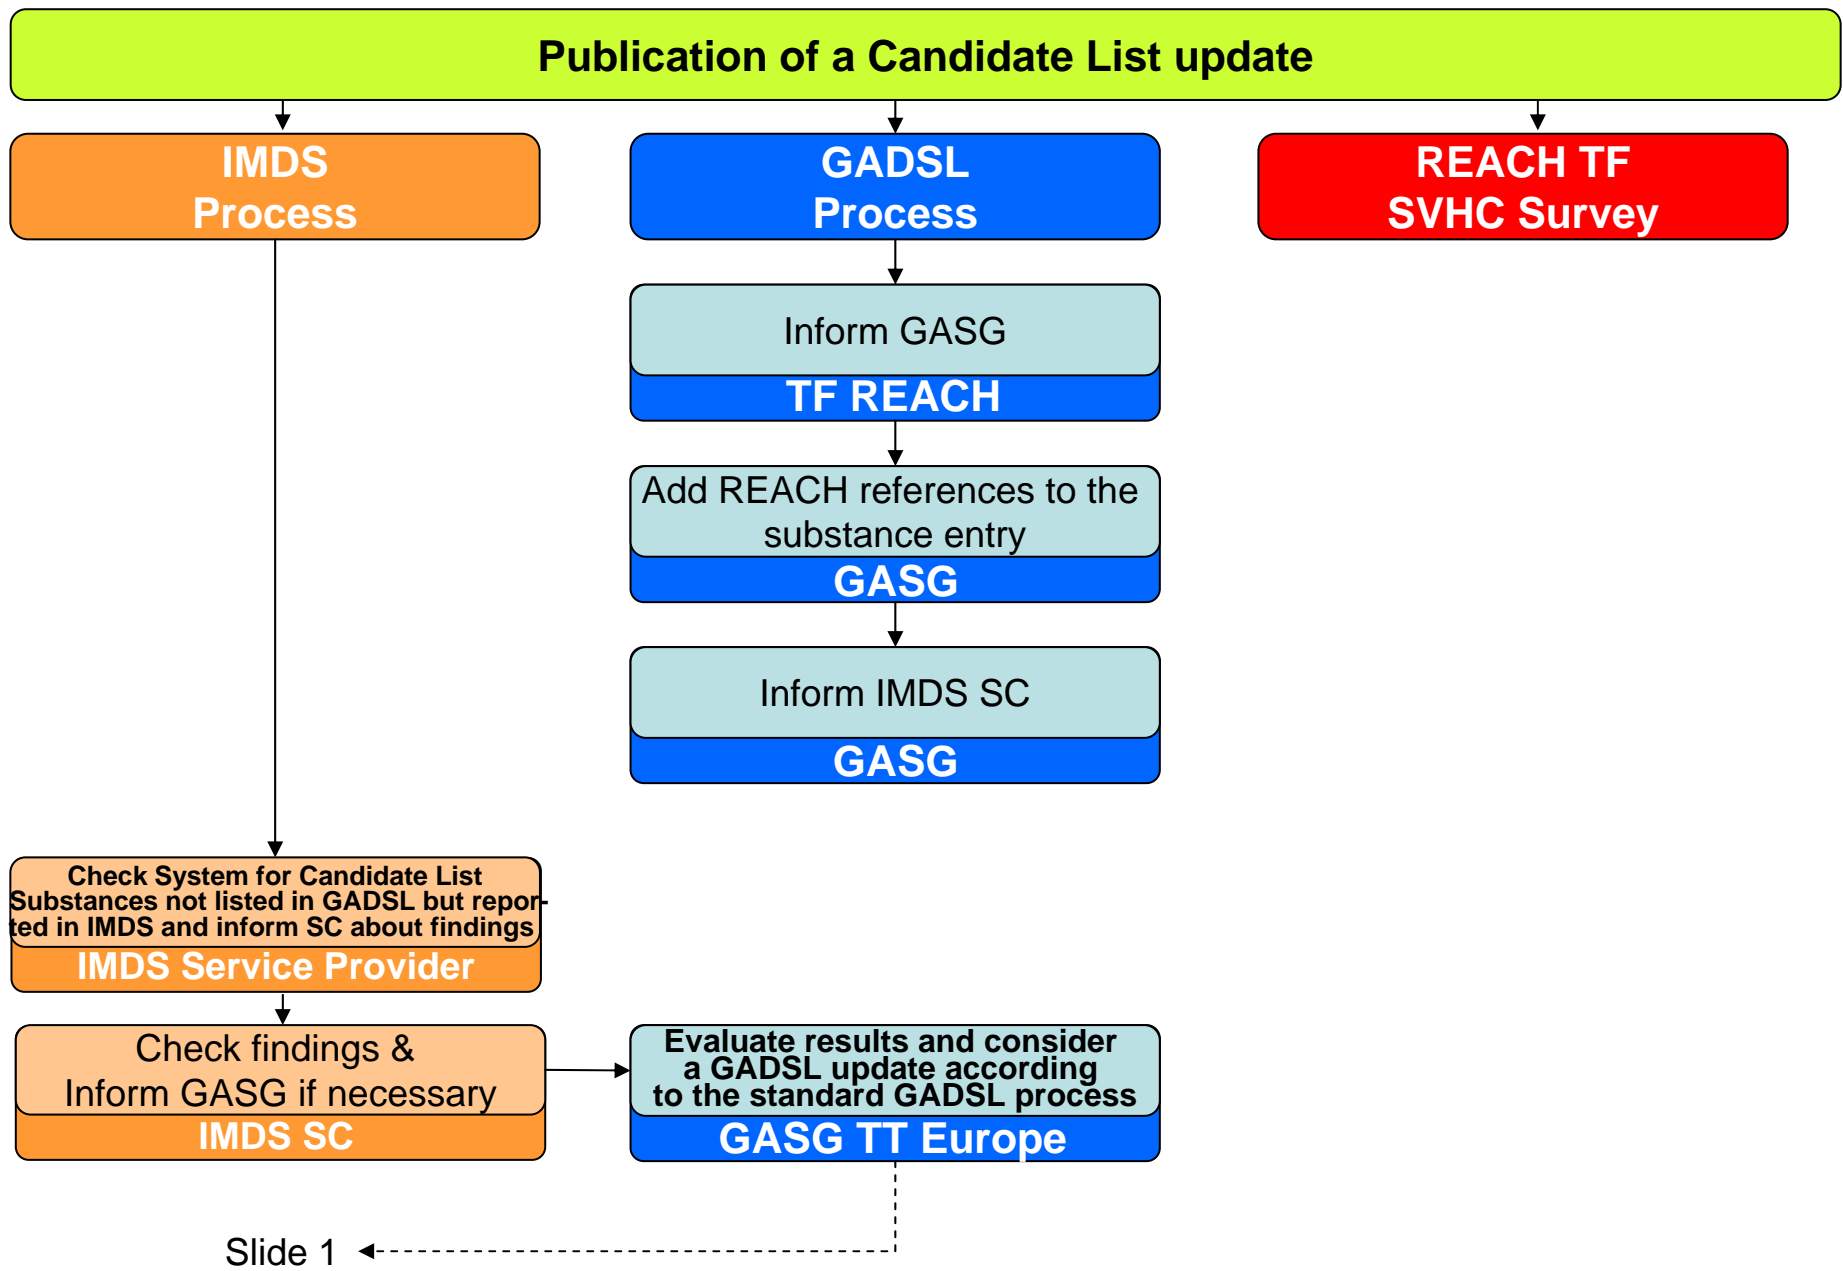 Publication of a Candidate List update
IMDS
Process
GADSL
Process
REACH TF
SVHC Survey
Inform GASG
TF REACH
Add REACH references to the
substance entry
GASG
Inform IMDS SC
GASG
Check System for Candidate List
Substances not listed in GADSL but repor-
ted in IMDS and inform SC about findings
IMDS Service Provider
Check findings &
Inform GASG if necessary
IMDS SC
Evaluate results and consider
a GADSL update according
to the standard GADSL process
GASG TT Europe
Slide 1